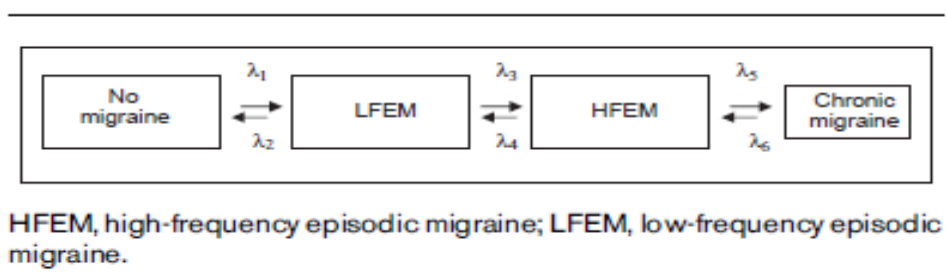 λ1 λ3 λ5
No
migraine
LFEM
HFEM
Chronic
migraine
λ2 λ4 λ6
HFEM, high-frequency episodic migraine; LFEM, low-frequency episodic
migraine.